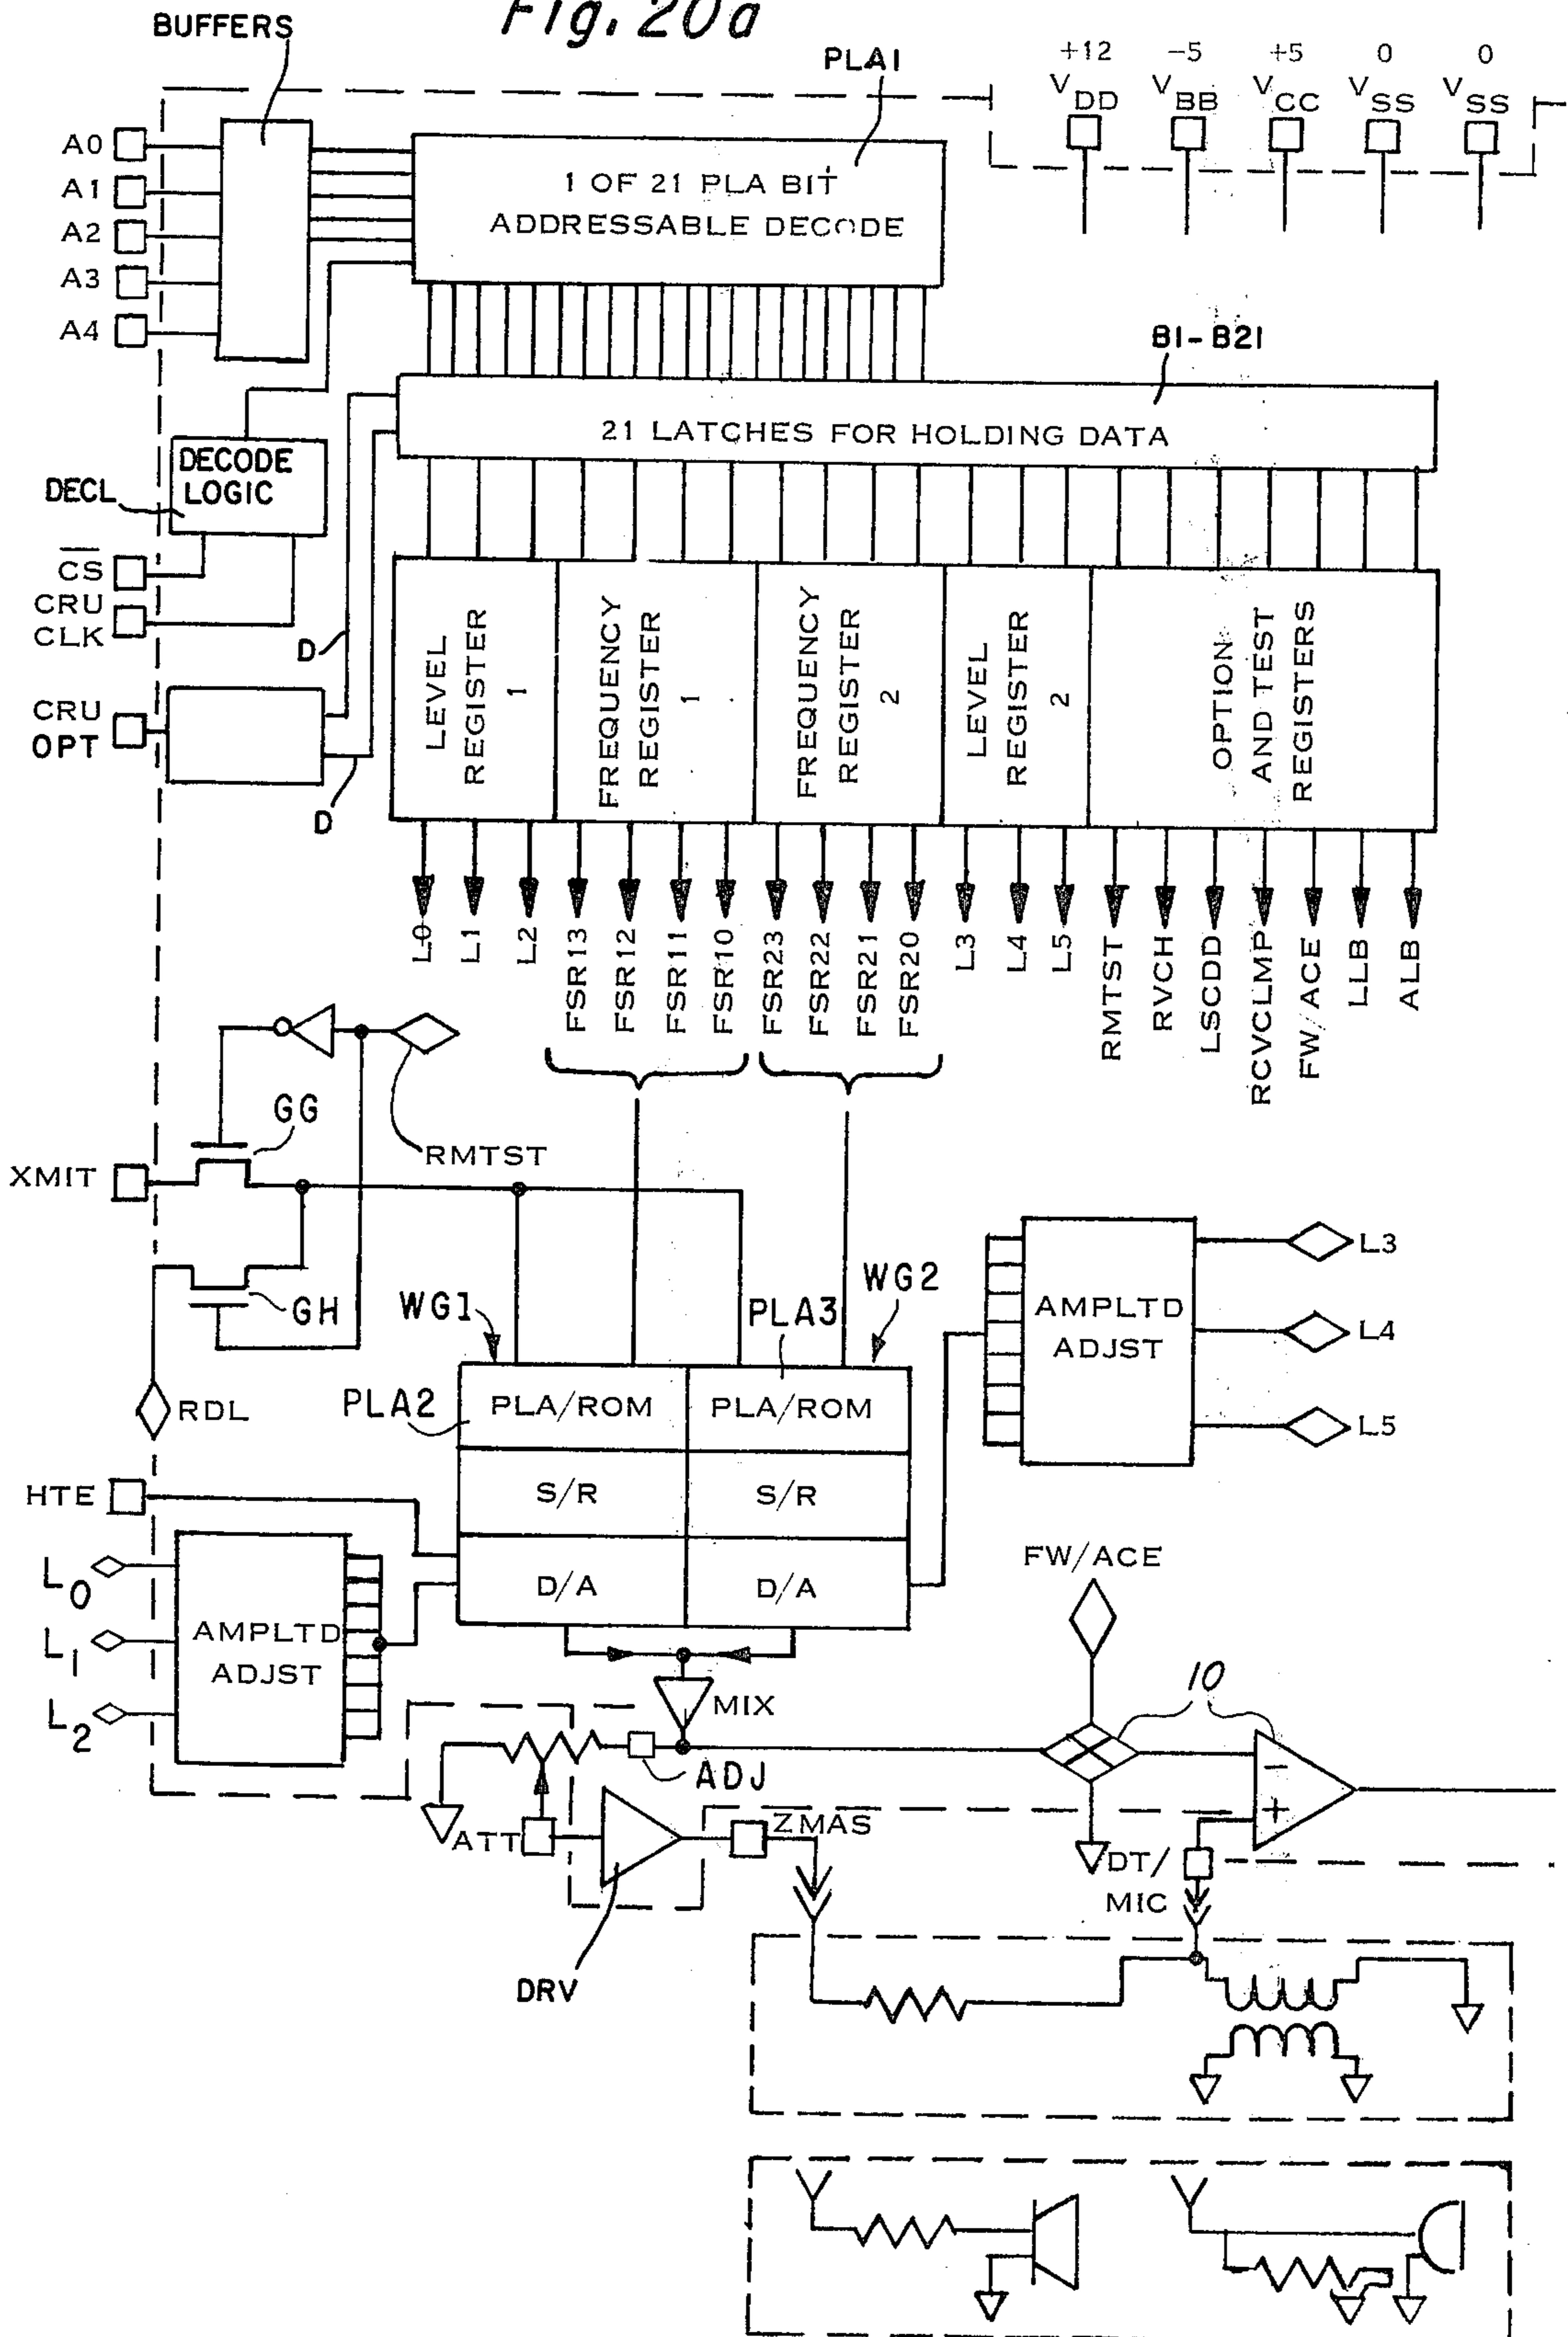 Fig. 20a
BUFFERS
PLA1
+12
V DD
-5
V BB
+5
V CC
0
V SS
0
V SS
A0
A1
A2
A3
A4
1 OF 21 PLA BIT
ADDRESSABLE DECODE
B1-B21
21 LATCHES FOR HOLDING DATA
DECODE
LOGIC
DECL
CS
CRU
CLK
D
CRU
OPT
D
LEVEL
REGISTER
1
FREQUENCY
REGISTER
1
FREQUENCY
REGISTER
2
LEVEL
REGISTER
2
OPTION
AND TEST
REGISTERS
L0
L1
L2
FSR13
FSR12
FSR11
FSR10
FSR23
FSR22
FSR21
FSR20
L3
L4
L5
RMTST
RVCH
LSCDD
RCVCLMP
FW/ACE
LLB
ALB
GG
RMTST
XMIT
GH
WG1
PLA3
WG2
AMPLTD
ADJST
L3
L4
L5
RDL
PLA2
PLA/ROM
PLA/ROM
S/R
S/R
D/A
D/A
HTE
L0
L1
L2
AMPLTD
ADJST
FW/ACE
10
MIX
ADJ
ATT
ZMAS
−
+
DT/
MIC
DRV